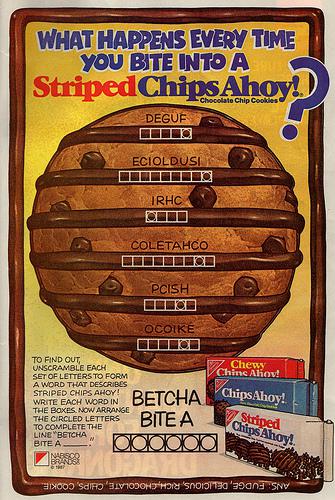 WHAT HAPPENS EVERY TIME
YOU BITE INTO A
Striped Chips Ahoy!®?
Chocolate Chip Cookies
DEGUF
ECIOLDUSI
IRHC
COLETAHCO
PCISH
OCOIKE
TO FIND OUT,
UNSCRAMBLE EACH
SET OF LETTERS TO FORM
A WORD THAT DESCRIBES
STRIPED CHIPS AHOY!
WRITE EACH WORD IN
THE BOXES. NOW ARRANGE
THE CIRCLED LETTERS
TO COMPLETE THE
LINE "BETCHA
BITE A ____."
BETCHA
BITE A
NABISCO
BRANDS®
© 1987
Chewy
Chips Ahoy!
Chips Ahoy!
Striped
Chips Ahoy!
ANS: FUDGE, DELICIOUS, RICH, CHOCOLATE, CHIPS, COOKIE